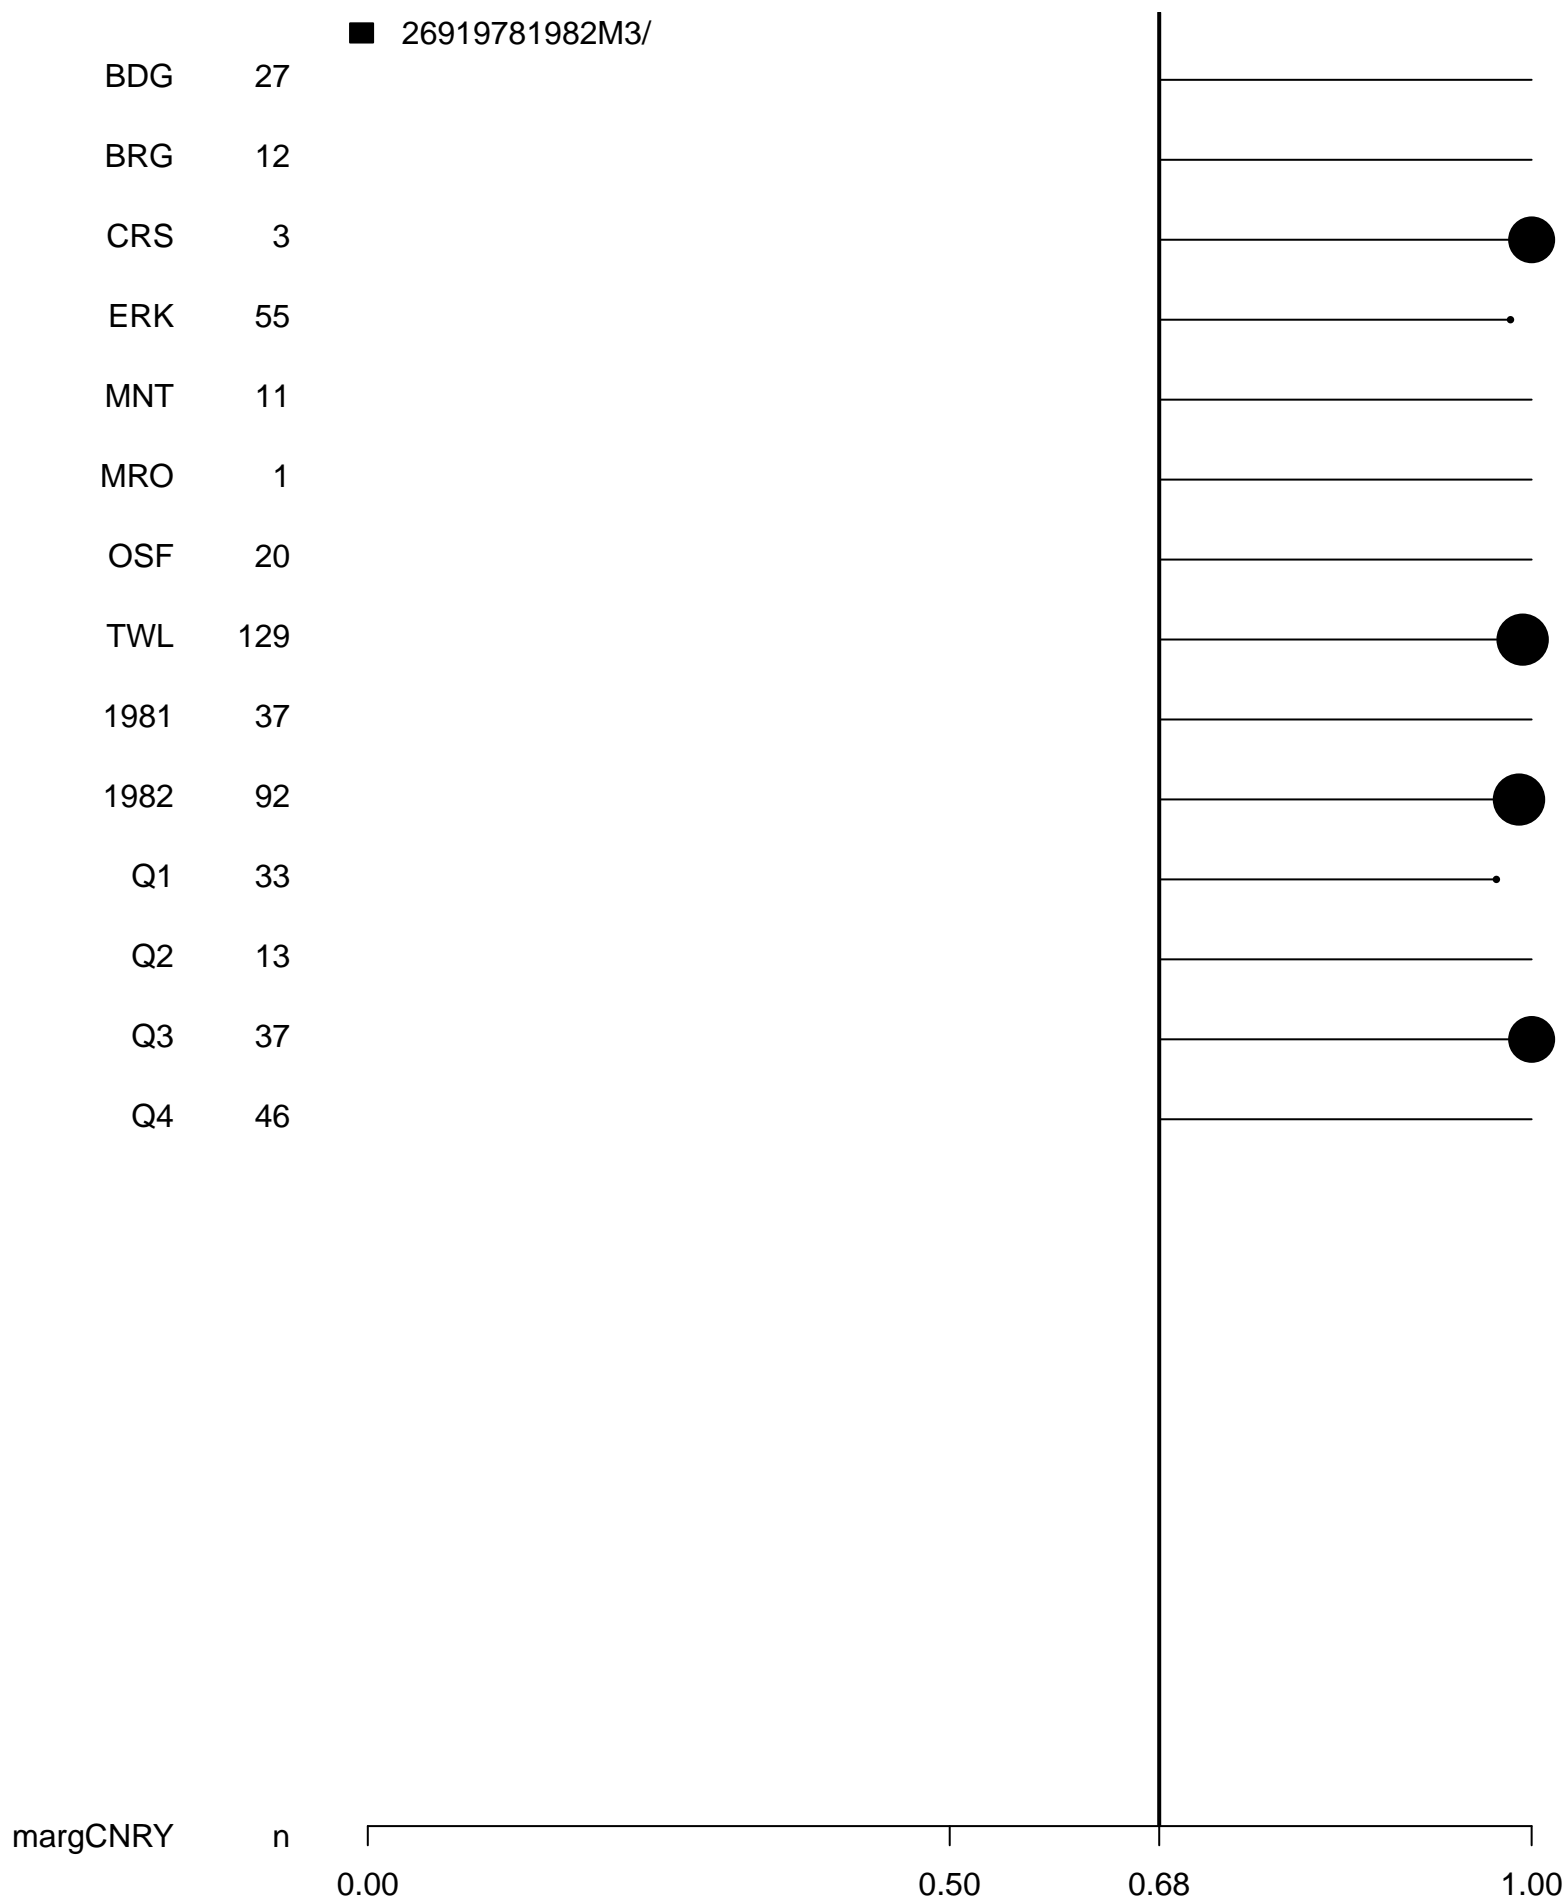 26919781982M3/
BDG 27
BRG 12
CRS 3
ERK 55
MNT 11
MRO 1
OSF 20
TWL 129
1981 37
1982 92
Q1 33
Q2 13
Q3 37
Q4 46
margCNRY n
0.00 0.50 0.68 1.00